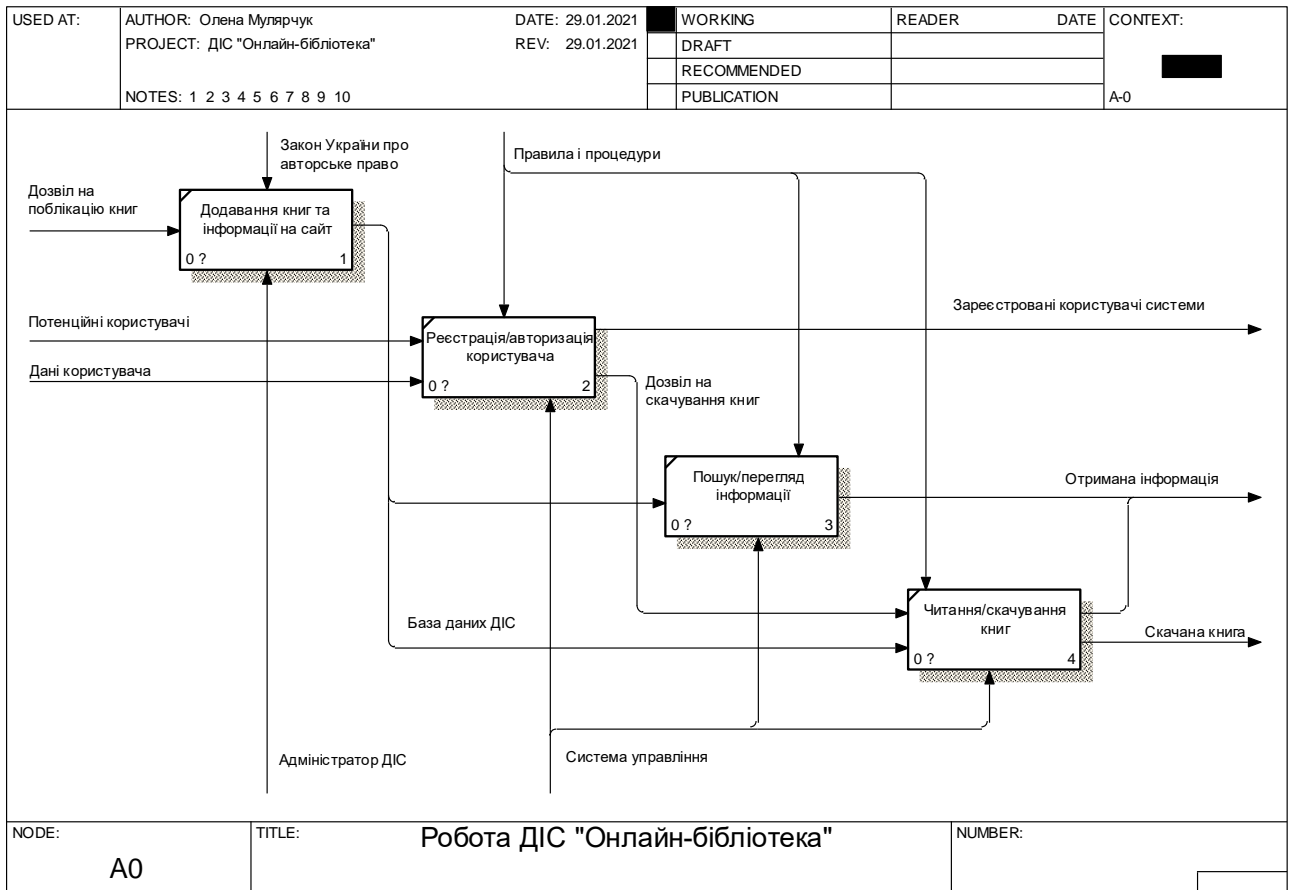 USED AT:
AUTHOR: Олена Мулярчук
DATE: 29.01.2021
PROJECT: ДІС "Онлайн-бібліотека"
REV: 29.01.2021
NOTES: 1 2 3 4 5 6 7 8 9 10
WORKING
DRAFT
RECOMMENDED
PUBLICATION
READER DATE
CONTEXT:
A-0
Закон України про
авторське право
Правила і процедури
Дозвіл на
поблікацію книг
Додавання книг та
інформації на сайт
0 ? 1
Потенційні користувачі
Дані користувача
Реєстрація/авторизація
користувача
0 ? 2
Зареєстровані користувачі системи
Дозвіл на
скачування книг
Пошук/перегляд
інформації
0 ? 3
Отримана інформація
База даних ДІС
Читання/скачування
книг
0 ? 4
Скачана книга
Адміністратор ДІС
Система управління
NODE:
A0
TITLE:
Робота ДІС "Онлайн-бібліотека"
NUMBER: